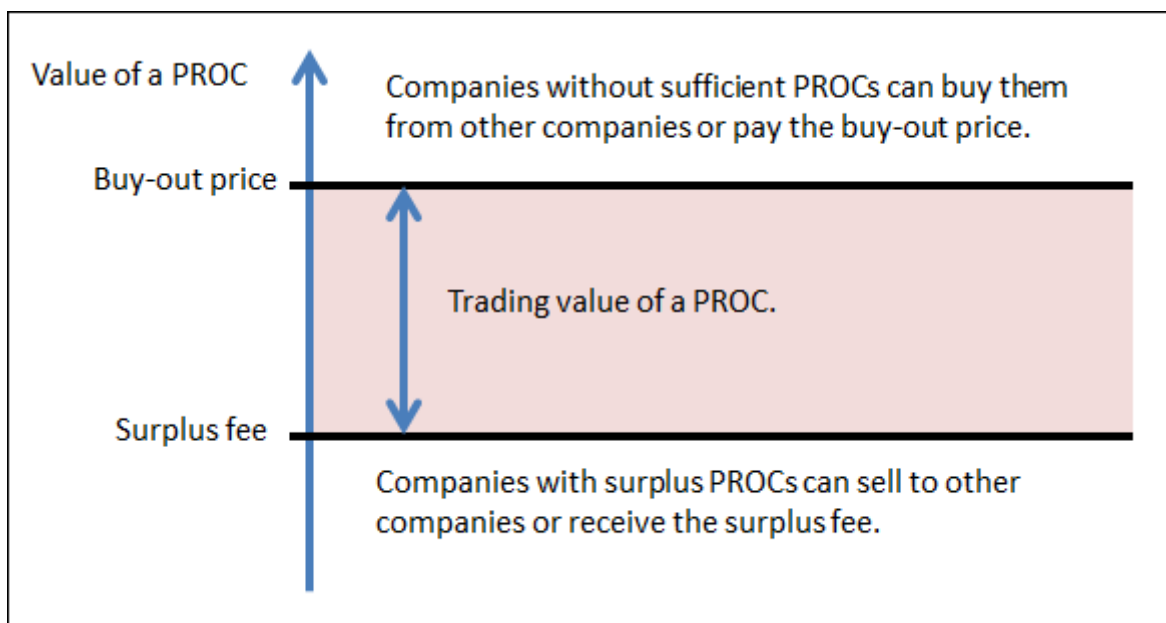 Value of a PROC
Companies without sufficient PROCs can buy them
from other companies or pay the buy-out price.
Buy-out price
Trading value of a PROC.
Surplus fee
Companies with surplus PROCs can sell to other
companies or receive the surplus fee.